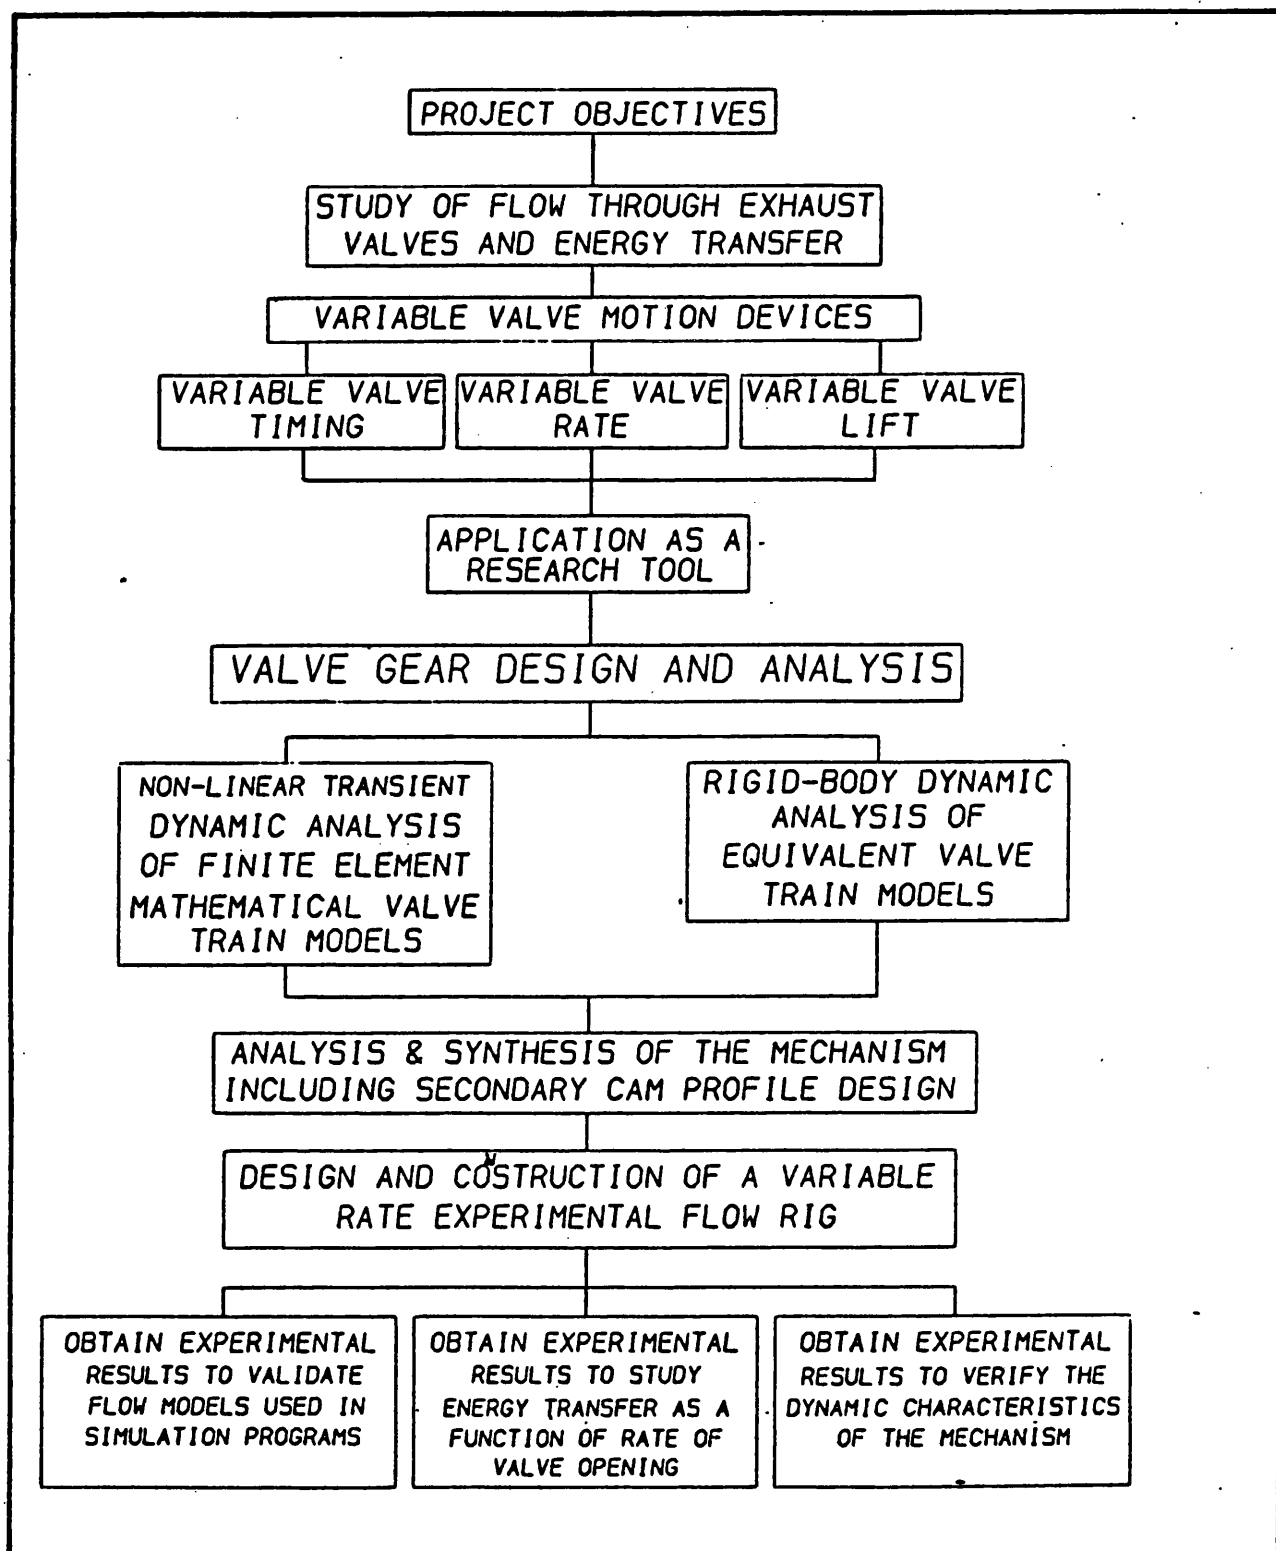 PROJECT OBJECTIVES
STUDY OF FLOW THROUGH EXHAUST
VALVES AND ENERGY TRANSFER
VARIABLE VALVE MOTION DEVICES
VARIABLE VALVE
TIMING
VARIABLE VALVE
RATE
VARIABLE VALVE
LIFT
APPLICATION AS A
RESEARCH TOOL
VALVE GEAR DESIGN AND ANALYSIS
NON-LINEAR TRANSIENT
DYNAMIC ANALYSIS
OF FINITE ELEMENT
MATHEMATICAL VALVE
TRAIN MODELS
RIGID-BODY DYNAMIC
ANALYSIS OF
EQUIVALENT VALVE
TRAIN MODELS
ANALYSIS & SYNTHESIS OF THE MECHANISM
INCLUDING SECONDARY CAM PROFILE DESIGN
N
DESIGN AND COSTRUCTION OF A VARIABLE
RATE EXPERIMENTAL FLOW RIG
OBTAIN EXPERIMENTAL
RESULTS TO VALIDATE
FLOW MODELS USED IN
SIMULATION PROGRAMS
OBTAIN EXPERIMENTAL
RESULTS TO STUDY
ENERGY TRANSFER AS A
FUNCTION OF RATE OF
VALVE OPENING
OBTAIN EXPERIMENTAL
RESULTS TO VERIFY THE
DYNAMIC CHARACTERISTICS
OF THE MECHANISM